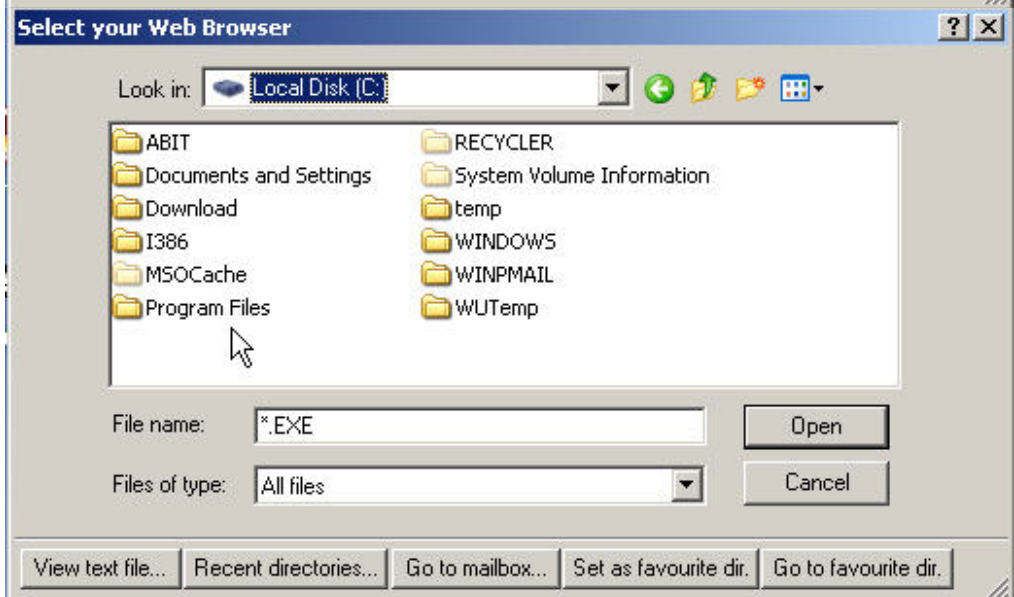 Select your Web Browser
Look in: Local Disk (C:)
ABIT
Documents and Settings
Download
I386
MSOCache
Program Files
RECYCLER
System Volume Information
temp
WINDOWS
WINPMAIL
WUTemp
File name: *.EXE Open
Files of type: All files Cancel
View text file... Recent directories... Go to mailbox... Set as favourite dir. Go to favourite dir.